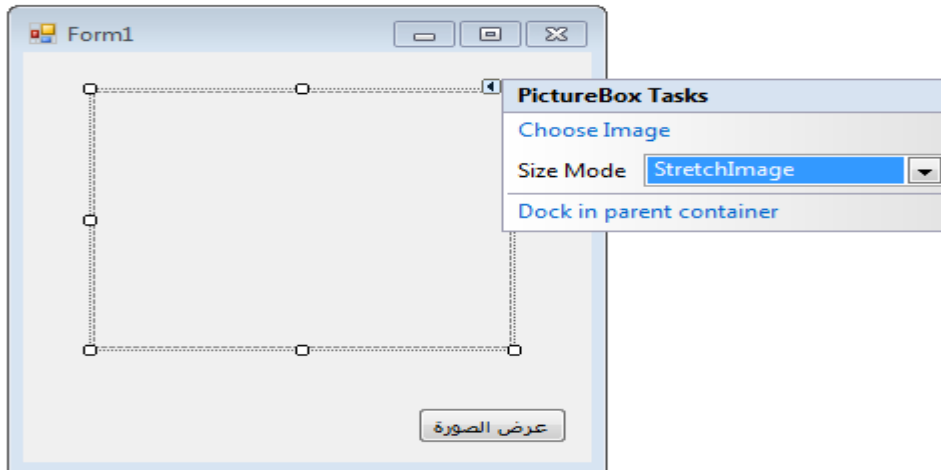 Form1
PictureBox Tasks
Choose Image
Size Mode StretchImage
Dock in parent container
عرض الصورة